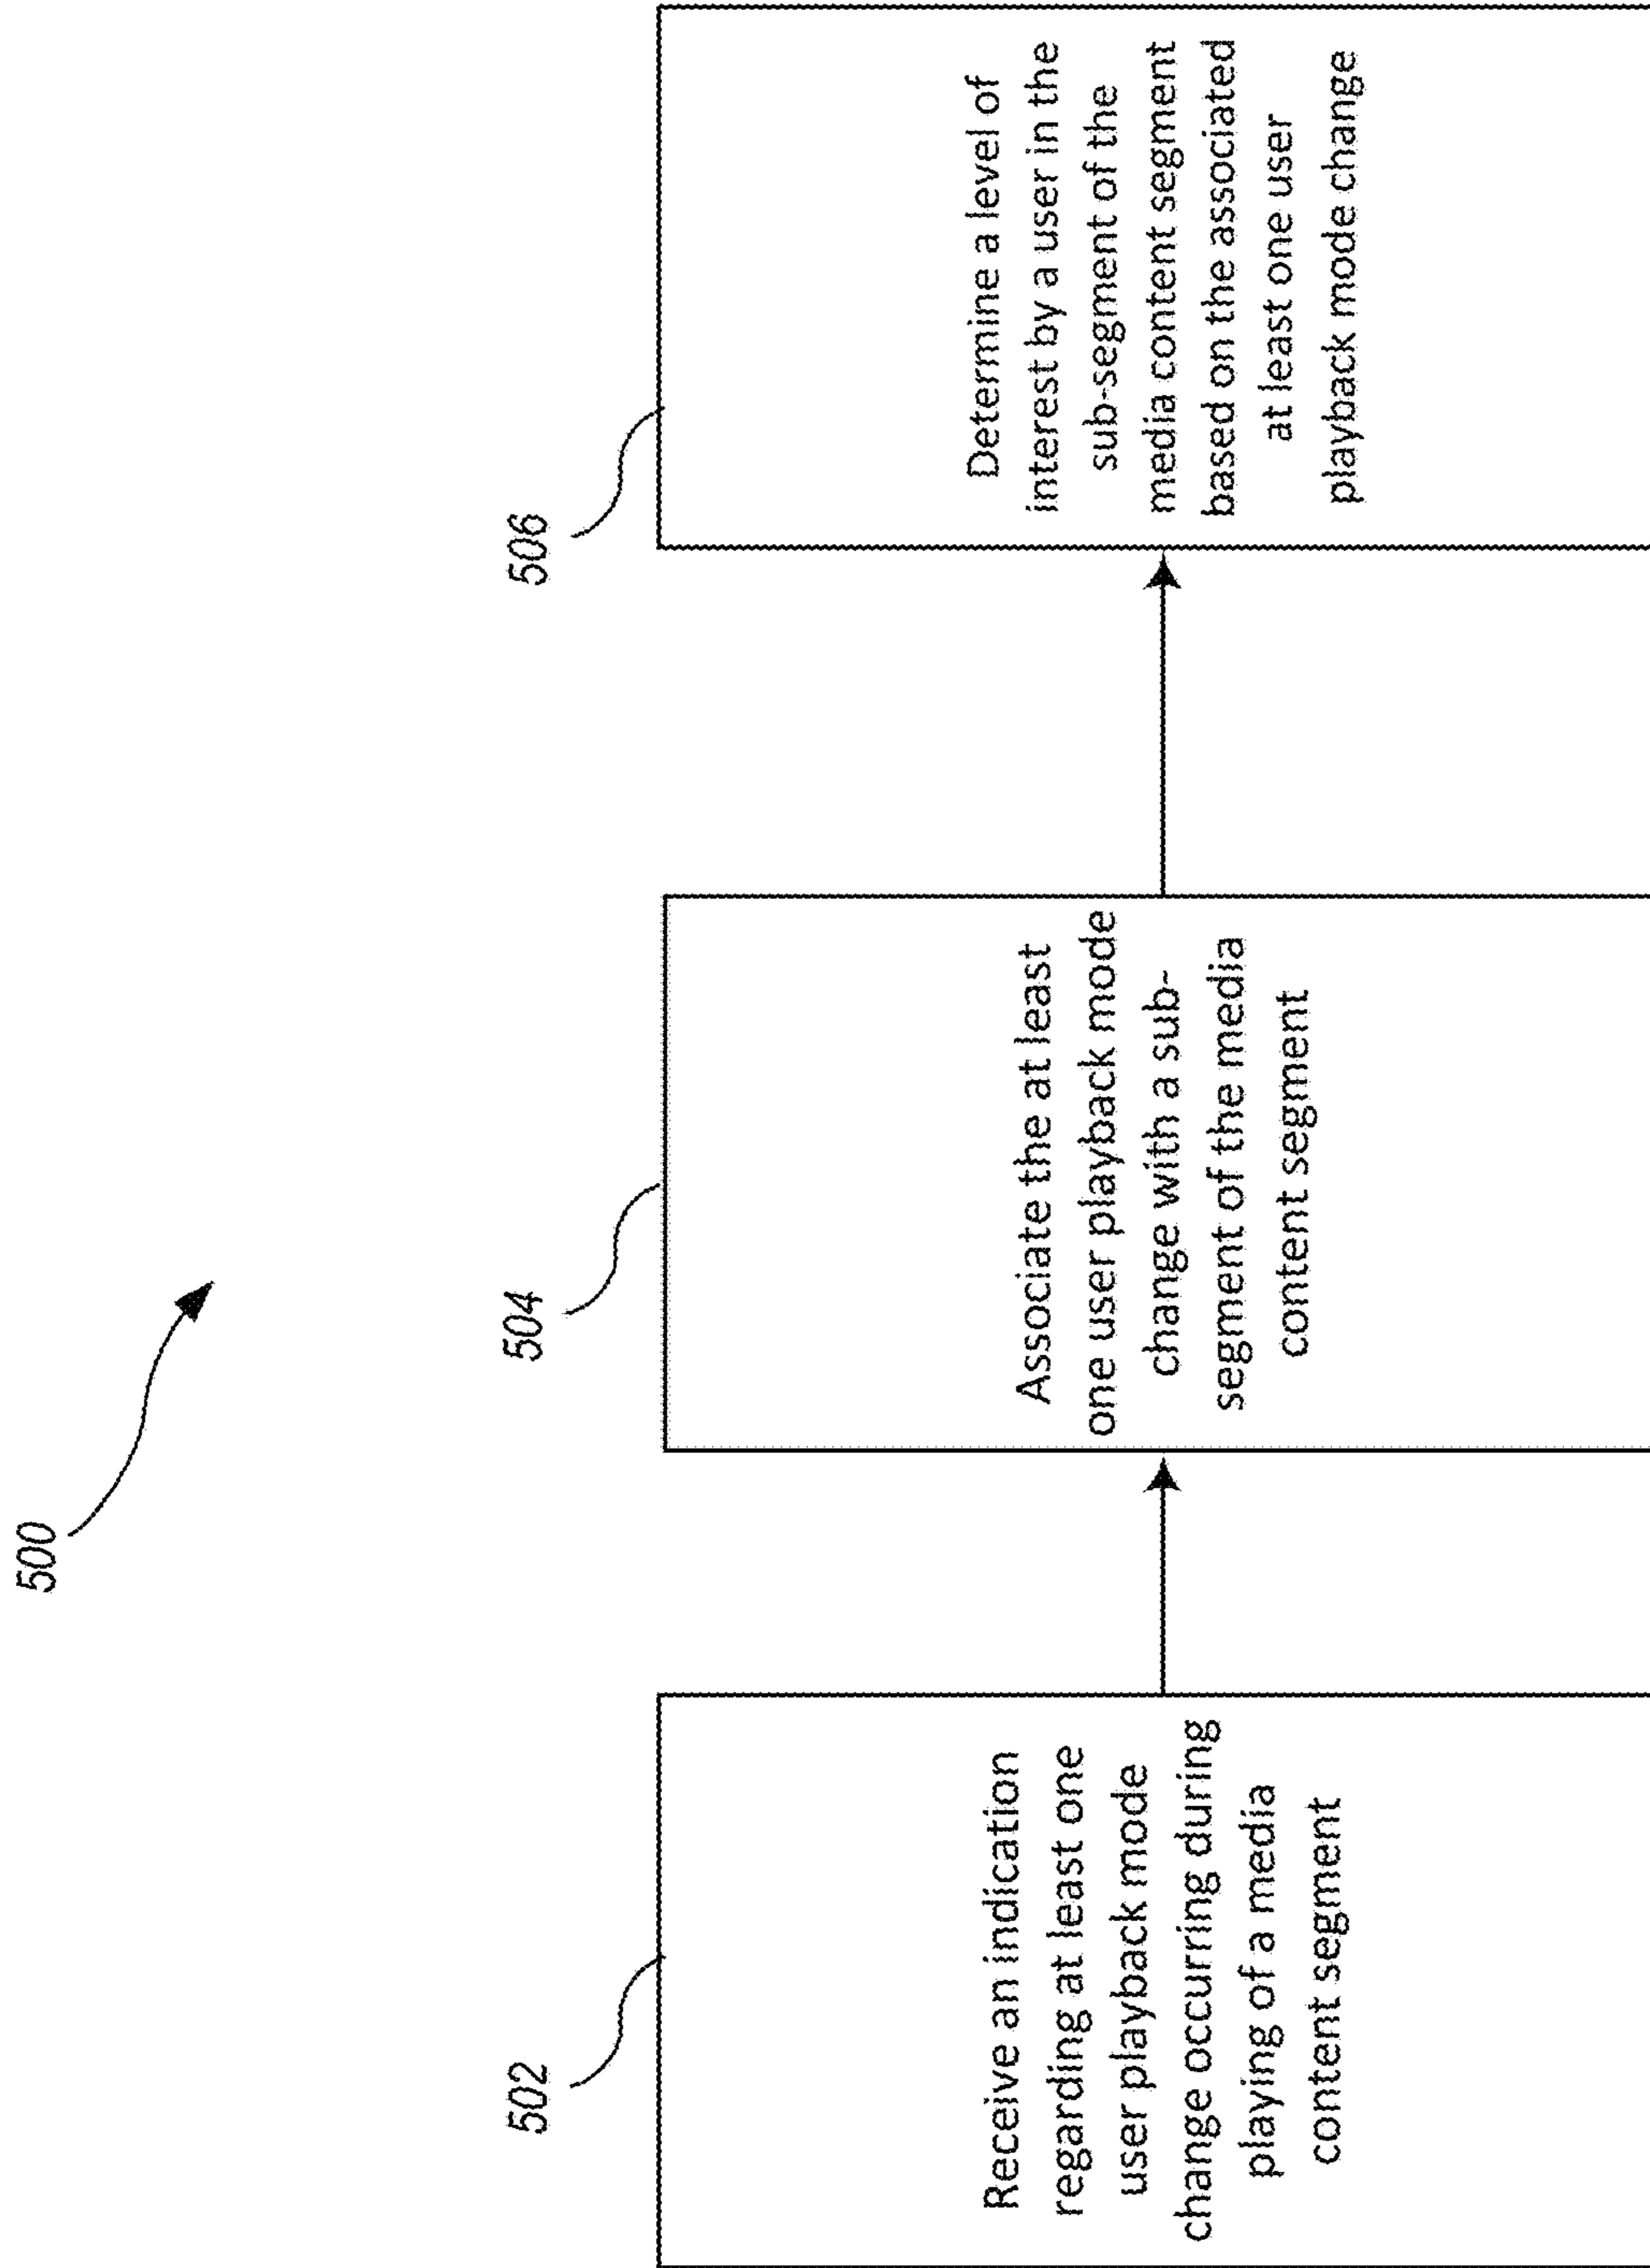 500
502
Receive an indication
regarding at least one
user playback mode
change occurring during
playing of a media
content segment
504
Associate the at least
one user playback mode
change with a sub-
segment of the media
content segment
506
Determine a level of
interest by a user in the
sub-segment of the
media content segment
based on the associated
at least one user
playback mode change